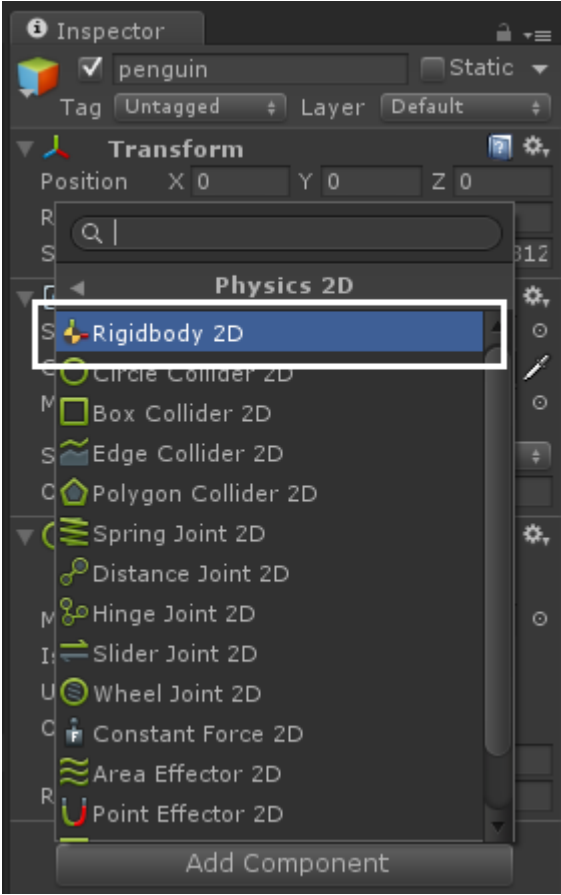 Inspector
penguin Static
Tag Untagged Layer Default
Transform
Position X 0 Y 0 Z 0
R
S 312
Physics 2D
S Rigidbody 2D
Circle Collider 2D
M Box Collider 2D
S Edge Collider 2D
Polygon Collider 2D
Spring Joint 2D
Distance Joint 2D
M Hinge Joint 2D
Is Slider Joint 2D
U Wheel Joint 2D
O Constant Force 2D
Area Effector 2D
R Point Effector 2D
Add Component